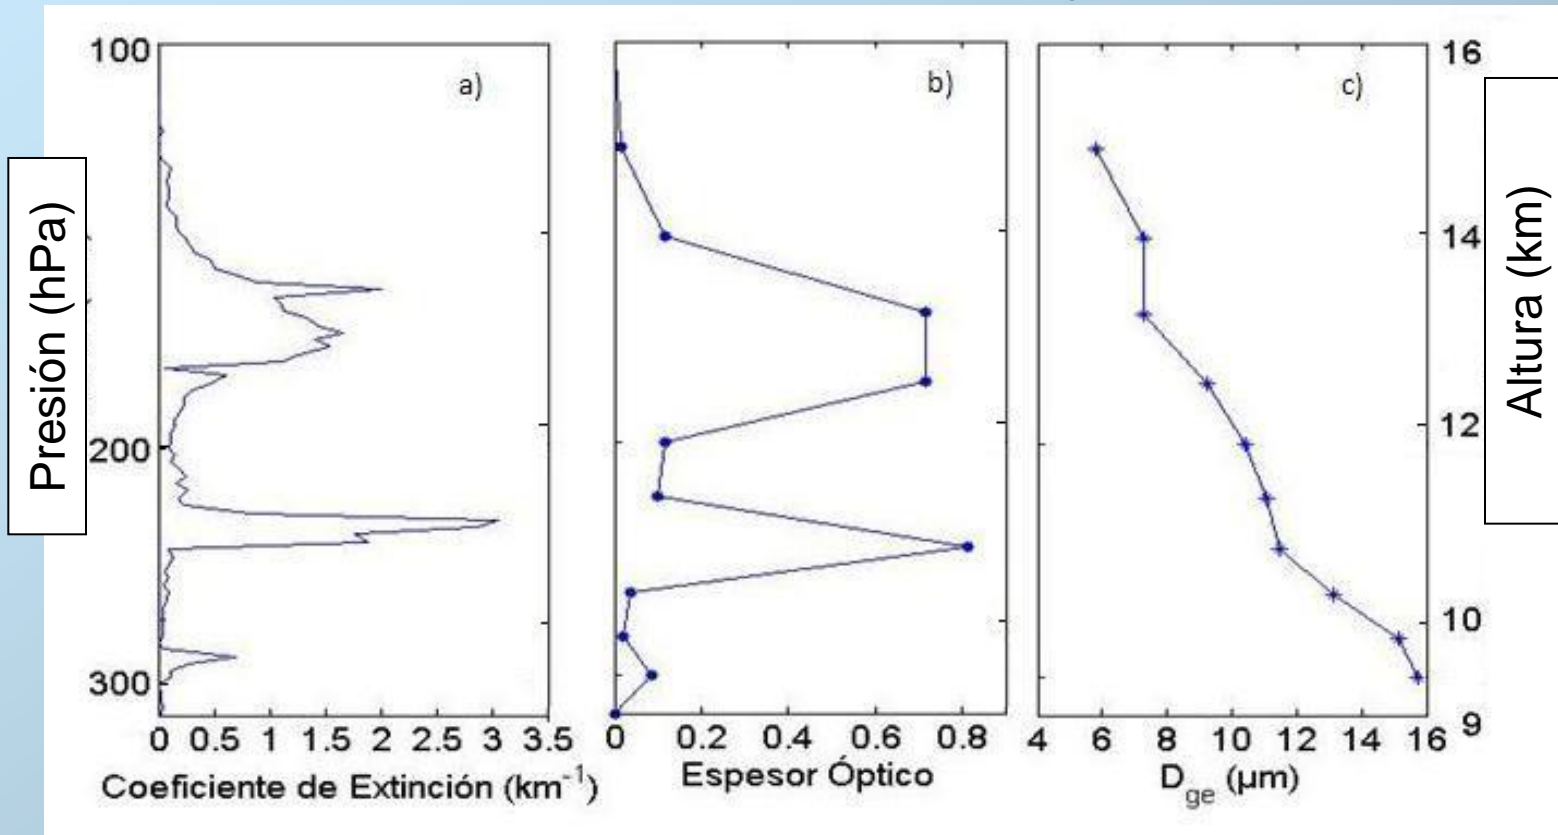 100
200
300
Presión (hPa)
a)
0 0.5 1 1.5 2 2.5 3 3.5
Coeficiente de Extinción (km-1)
b)
0 0.2 0.4 0.6 0.8
Espesor Óptico
c)
4 6 8 10 12 14 16
Dge (µm)
16
14
12
10
9
Altura (km)